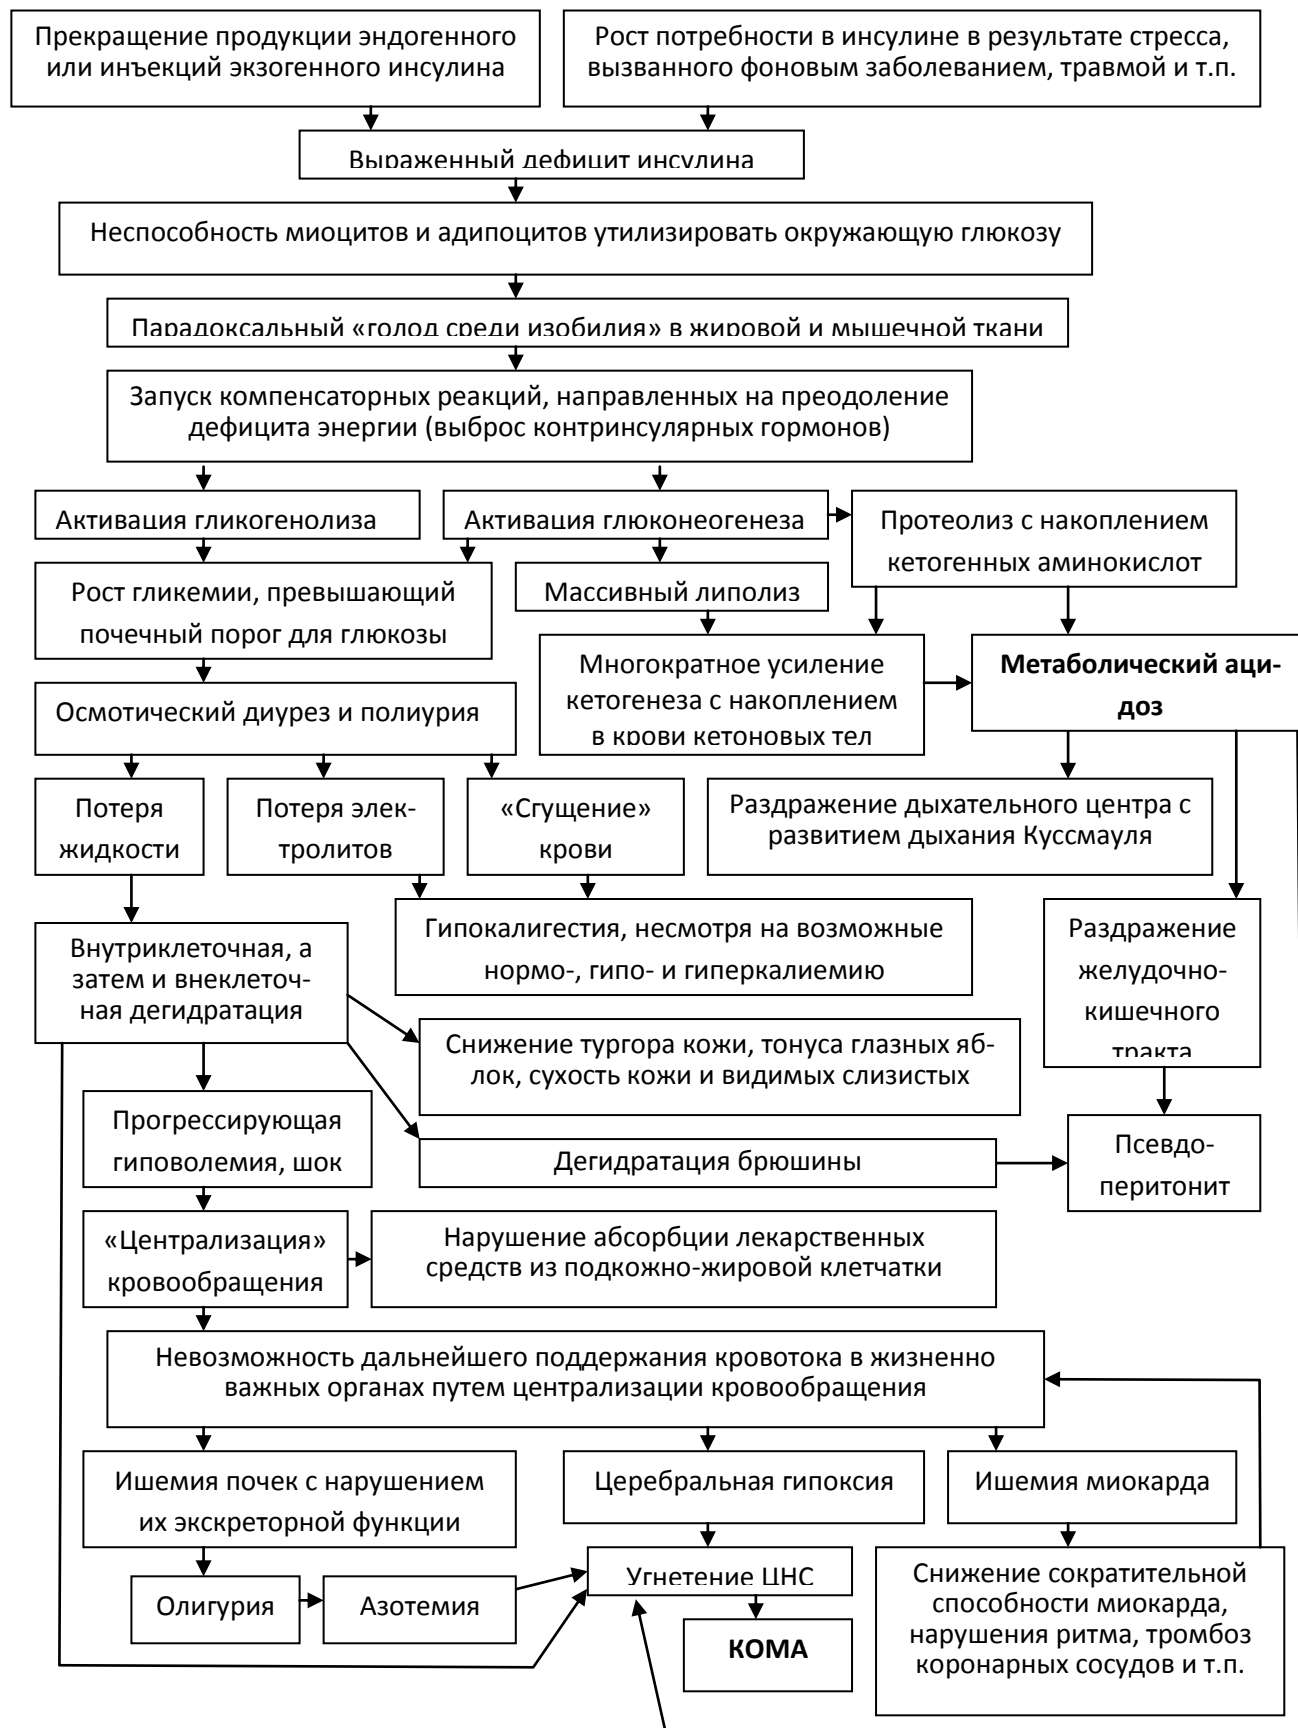 Прекращение продукции эндогенного
или инъекций экзогенного инсулина
Рост потребности в инсулине в результате стресса,
вызванного фоновым заболеванием, травмой и т.п.
Выраженный дефицит инсулина
Неспособность миоцитов и адипоцитов утилизировать окружающую глюкозу
Парадоксальный «голод среди изобилия» в жировой и мышечной ткани
Запуск компенсаторных реакций, направленных на преодоление
дефицита энергии (выброс контринсулярных гормонов)
Активация гликогенолиза
Активация глюконеогенеза
Протеолиз с накоплением
кетогенных аминокислот
Рост гликемии, превышающий
почечный порог для глюкозы
Массивный липолиз
Многократное усиление
кетогенеза с накоплением
в крови кетоновых тел
Метаболический аци-
доз
Осмотический диурез и полиурия
Потеря
жидкости
Потеря элек-
тролитов
«Сгущение»
крови
Раздражение дыхательного центра с
развитием дыхания Куссмауля
Внутриклеточная, а
затем и внеклеточ-
ная дегидратация
Гипокалигестия, несмотря на возможные
нормо-, гипо- и гиперкалиемию
Раздражение
желудочно-
кишечного
тракта
Снижение тургора кожи, тонуса глазных яб-
лок, сухость кожи и видимых слизистых
Прогрессирующая
гиповолемия, шок
Дегидратация брюшины
Псевдо-
перитонит
«Централизация»
кровообращения
Нарушение абсорбции лекарственных
средств из подкожно-жировой клетчатки
Невозможность дальнейшего поддержания кровотока в жизненно
важных органах путем централизации кровообращения
Ишемия почек с нарушением
их экскреторной функции
Церебральная гипоксия
Ишемия миокарда
Олигурия
Азотемия
Угнетение ЦНС
КОМА
Снижение сократительной
способности миокарда,
нарушения ритма, тромбоз
коронарных сосудов и т.п.